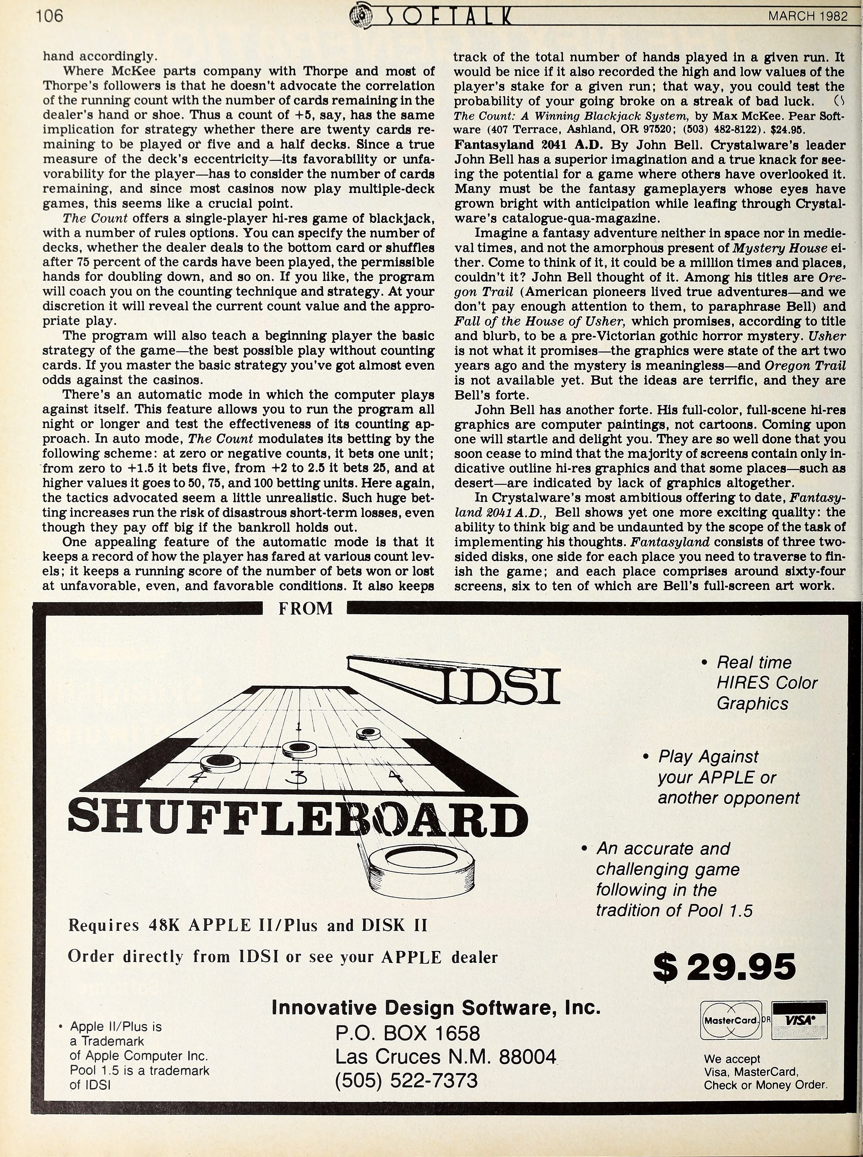 106
SOFTALK
MARCH 1982
hand accordingly.
Where McKee parts company with Thorpe and most of
Thorpe's followers is that he doesn't advocate the correlation
of the running count with the number of cards remaining in the
dealer's hand or shoe. Thus a count of +5, say, has the same
implication for strategy whether there are twenty cards re-
maining to be played or five and a half decks. Since a true
measure of the deck's eccentricity—its favorability or unfa-
vorability for the player—has to consider the number of cards
remaining, and since most casinos now play multiple-deck
games, this seems like a crucial point.
The Count offers a single-player hi-res game of blackjack,
with a number of rules options. You can specify the number of
decks, whether the dealer deals to the bottom card or shuffles
after 75 percent of the cards have been played, the permissible
hands for doubling down, and so on. If you like, the program
will coach you on the counting technique and strategy. At your
discretion it will reveal the current count value and the appro-
priate play.
The program will also teach a beginning player the basic
strategy of the game—the best possible play without counting
cards. If you master the basic strategy you've got almost even
odds against the casinos.
There's an automatic mode in which the computer plays
against itself. This feature allows you to run the program all
night or longer and test the effectiveness of its counting ap-
proach. In auto mode, The Count modulates its betting by the
following scheme: at zero or negative counts, it bets one unit;
from zero to +1.5 it bets five, from +2 to 2.5 it bets 25, and at
higher values it goes to 50, 75, and 100 betting units. Here again,
the tactics advocated seem a little unrealistic. Such huge bet-
ting increases run the risk of disastrous short-term losses, even
though they pay off big if the bankroll holds out.
One appealing feature of the automatic mode is that it
keeps a record of how the player has fared at various count lev-
els; it keeps a running score of the number of bets won or lost
at unfavorable, even, and favorable conditions. It also keeps
track of the total number of hands played in a given run. It
would be nice if it also recorded the high and low values of the
player's stake for a given run; that way, you could test the
probability of your going broke on a streak of bad luck.
The Count: A Winning Blackjack System, by Max McKee. Pear Soft-
ware (407 Terrace, Ashland, OR 97520; (503) 482-8122). $24.95.
Fantasyland 2041 A.D. By John Bell. Crystalware's leader
John Bell has a superior imagination and a true knack for see-
ing the potential for a game where others have overlooked it.
Many must be the fantasy gameplayers whose eyes have
grown bright with anticipation while leafing through Crystal-
ware's catalogue-qua-magazine.
Imagine a fantasy adventure neither in space nor in medie-
val times, and not the amorphous present of Mystery House ei-
ther. Come to think of it, it could be a million times and places,
couldn't it? John Bell thought of it. Among his titles are Ore-
gon Trail (American pioneers lived true adventures—and we
don't pay enough attention to them, to paraphrase Bell) and
Fall of the House of Usher, which promises, according to title
and blurb, to be a pre-Victorian gothic horror mystery. Usher
is not what it promises—the graphics were state of the art two
years ago and the mystery is meaningless—and Oregon Trail
is not available yet. But the ideas are terrific, and they are
Bell's forte.
John Bell has another forte. His full-color, full-scene hi-res
graphics are computer paintings, not cartoons. Coming upon
one will startle and delight you. They are so well done that you
soon cease to mind that the majority of screens contain only in-
dicative outline hi-res graphics and that some places—such as
desert—are indicated by lack of graphics altogether.
In Crystalware's most ambitious offering to date, Fantasy-
land 2041 A.D., Bell shows yet one more exciting quality: the
ability to think big and be undaunted by the scope of the task of
implementing his thoughts. Fantasyland consists of three two-
sided disks, one side for each place you need to traverse to fin-
ish the game; and each place comprises around sixty-four
screens, six to ten of which are Bell's full-screen art work.
FROM
IDSI
1
4 3 4
SHUFFLEBOARD
• Real time
HIRES Color
Graphics
• Play Against
your APPLE or
another opponent
• An accurate and
challenging game
following in the
tradition of Pool 1.5
Requires 48K APPLE II/Plus and DISK II
Order directly from IDSI or see your APPLE dealer
$29.95
Innovative Design Software, Inc.
P.O. BOX 1658
Las Cruces N.M. 88004
(505) 522-7373
• Apple II/Plus is
a Trademark
of Apple Computer Inc.
Pool 1.5 is a trademark
of IDSI
MasterCard OR VISA
We accept
Visa, MasterCard,
Check or Money Order.